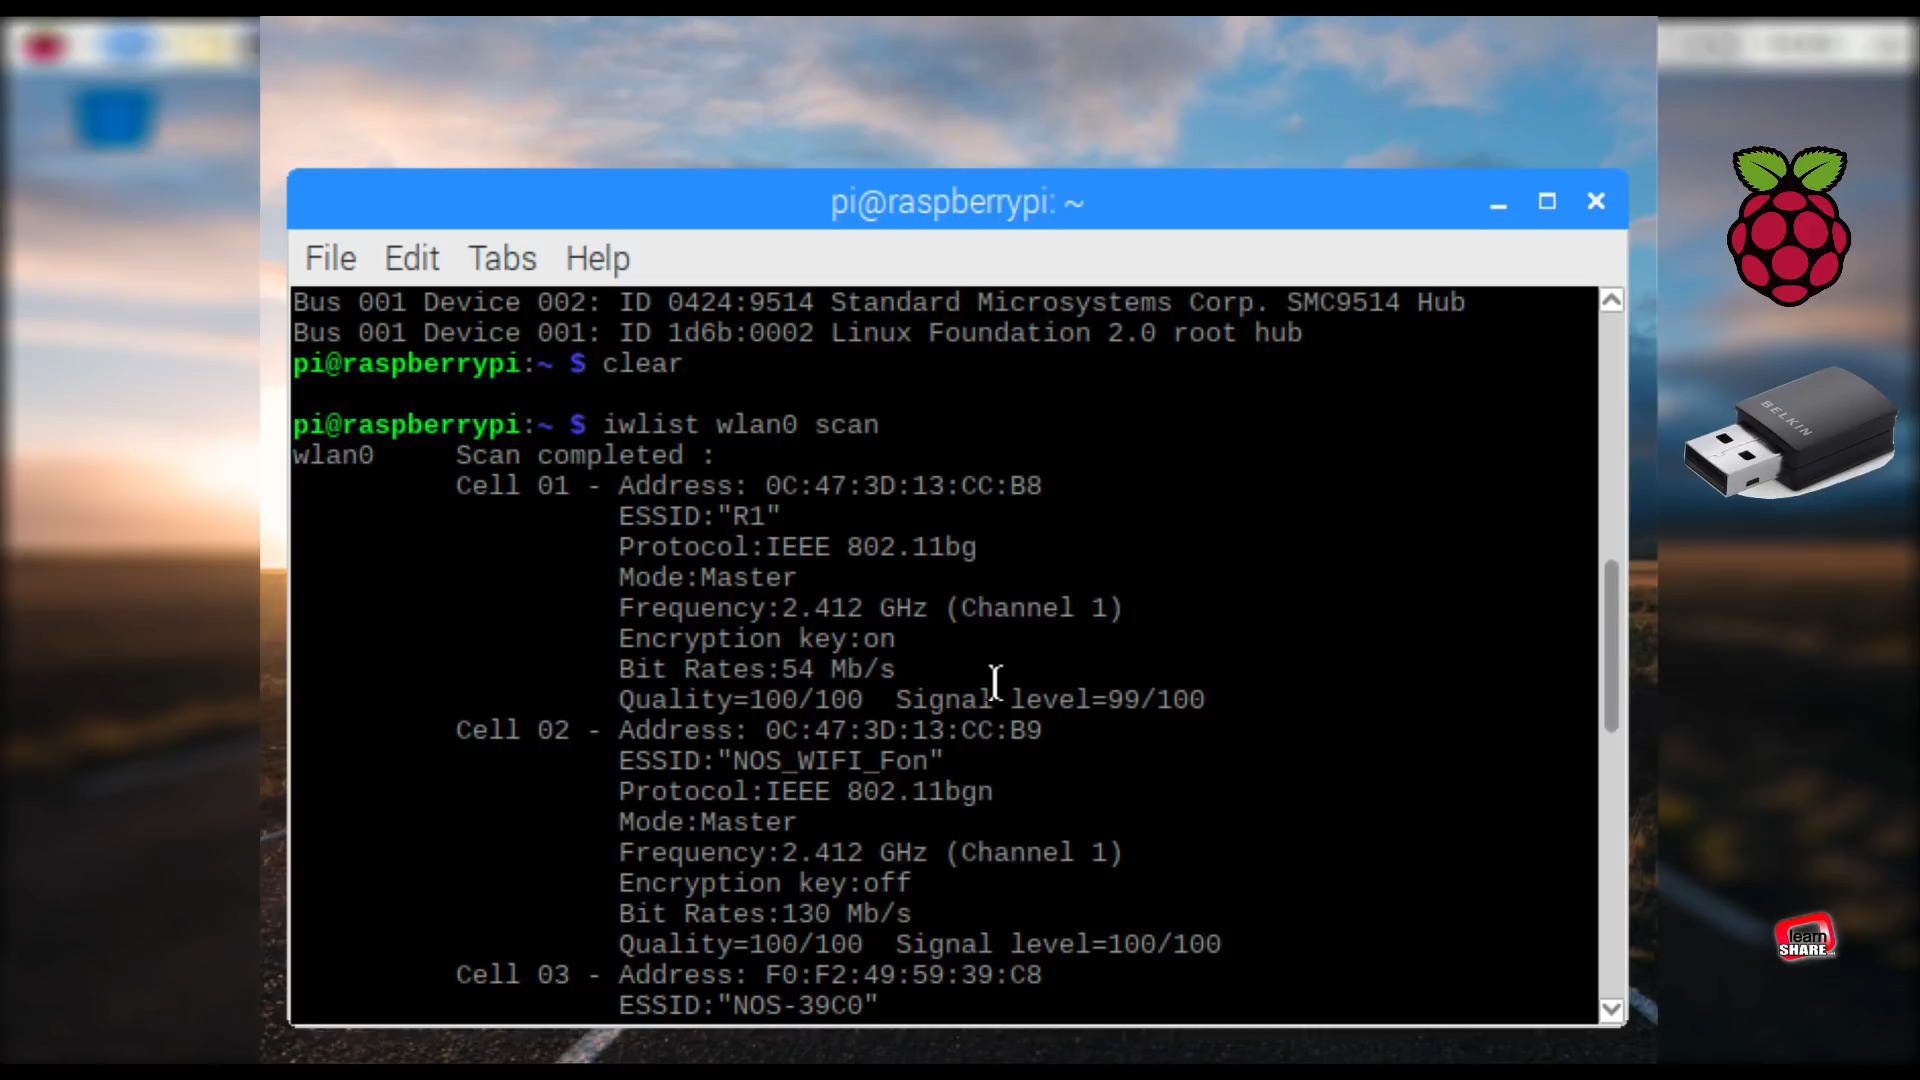 pi@raspberrypi: ~
File Edit Tabs Help
Bus 001 Device 002: ID 0424:9514 Standard Microsystems Corp. SMC9514 Hub
Bus 001 Device 001: ID 1d6b:0002 Linux Foundation 2.0 root hub
pi@raspberrypi:~ $ clear
pi@raspberrypi:~ $ iwlist wlan0 scan
wlan0 Scan completed :
Cell 01 - Address: 0C:47:3D:13:CC:B8
ESSID:"R1"
Protocol:IEEE 802.11bg
Mode:Master
Frequency:2.412 GHz (Channel 1)
Encryption key:on
Bit Rates:54 Mb/s
Quality=100/100 Signal level=99/100
Cell 02 - Address: 0C:47:3D:13:CC:B9
ESSID:"NOS_WIFI_Fon"
Protocol:IEEE 802.11bgn
Mode:Master
Frequency:2.412 GHz (Channel 1)
Encryption key:off
Bit Rates:130 Mb/s
Quality=100/100 Signal level=100/100
Cell 03 - Address: F0:F2:49:59:39:C8
ESSID:"NOS-39C0"
BELKIN
learn
SHARE